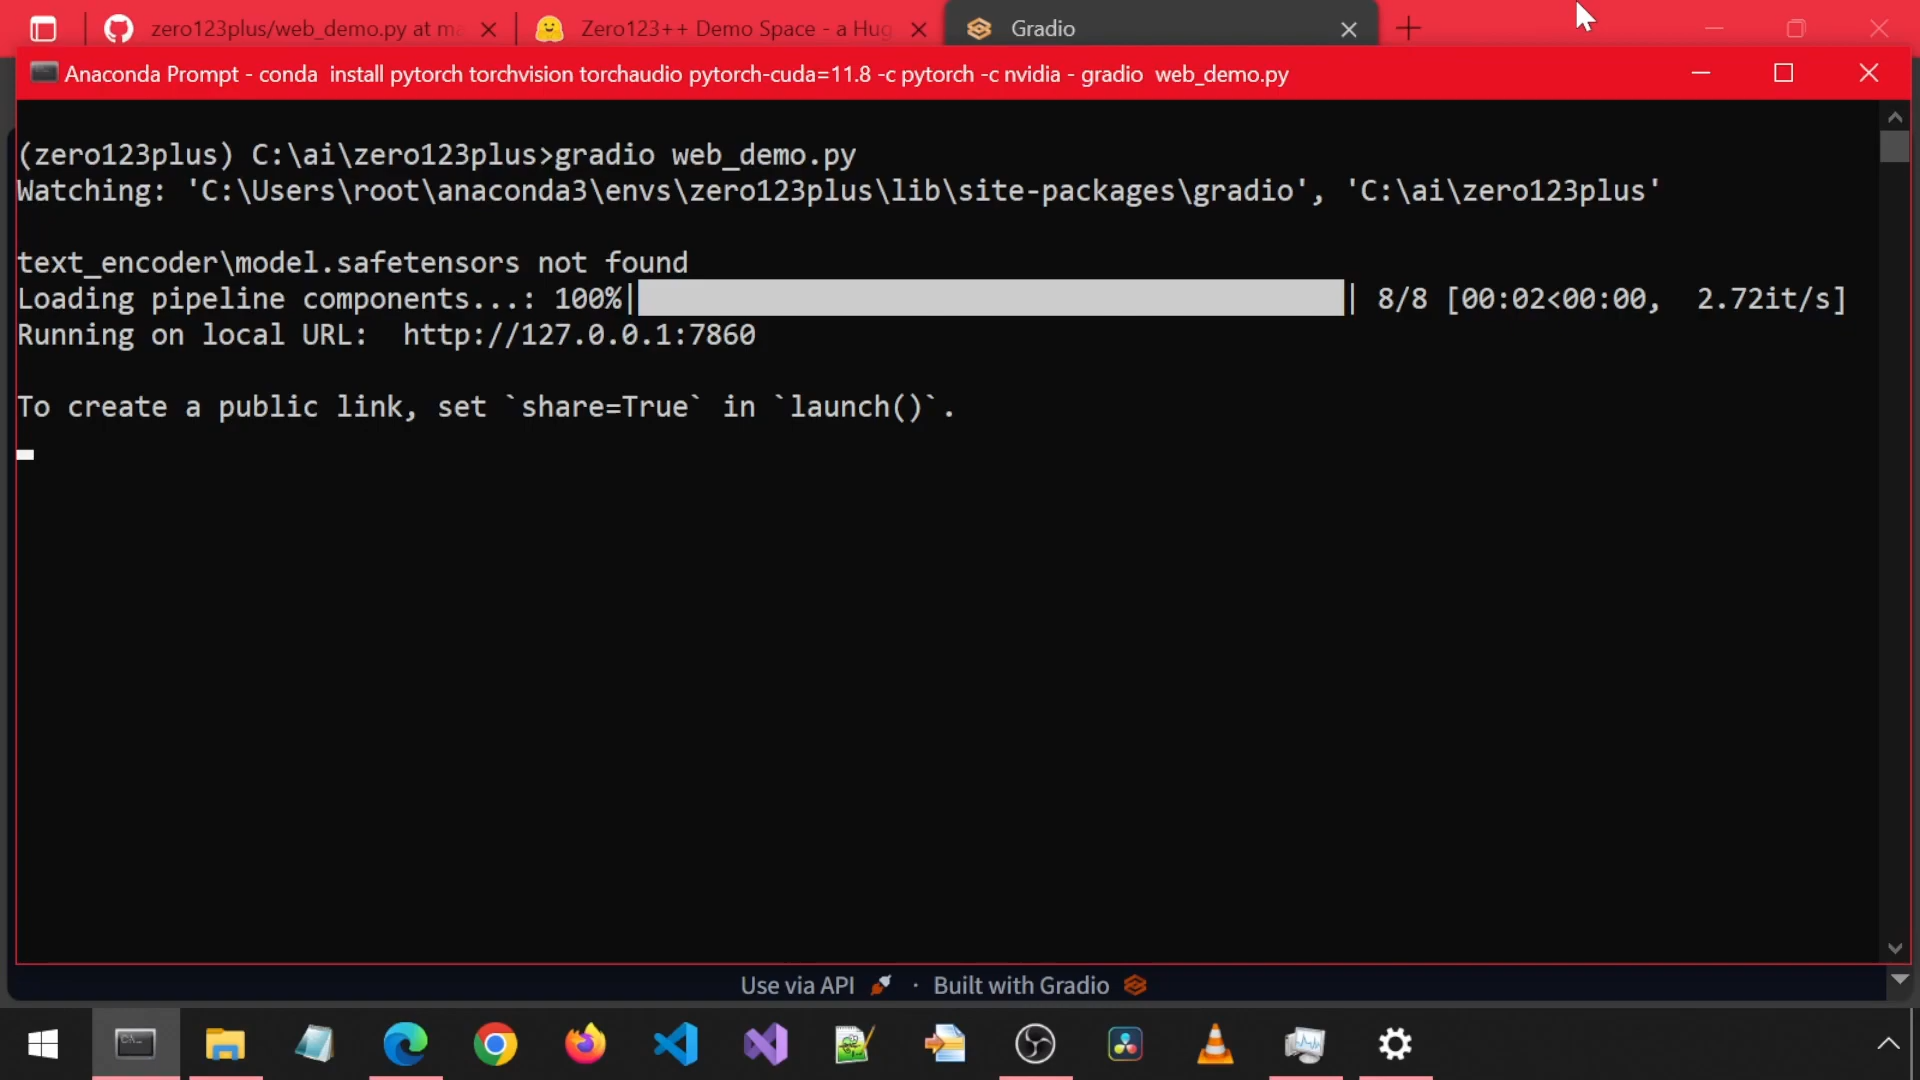 zero123plus/web_demo.py at ma
Zero123++ Demo Space - a Hug
Gradio
Anaconda Prompt - conda  install pytorch torchvision torchaudio pytorch-cuda=11.8 -c pytorch -c nvidia - gradio  web_demo.py
(zero123plus) C:\ai\zero123plus>gradio web_demo.py
Watching: 'C:\Users\root\anaconda3\envs\zero123plus\lib\site-packages\gradio', 'C:\ai\zero123plus'
text_encoder\model.safetensors not found
Loading pipeline components...: 100%| | 8/8 [00:02<00:00,  2.72it/s]
Running on local URL:  http://127.0.0.1:7860
To create a public link, set `share=True` in `launch()`.
Use via API · Built with Gradio